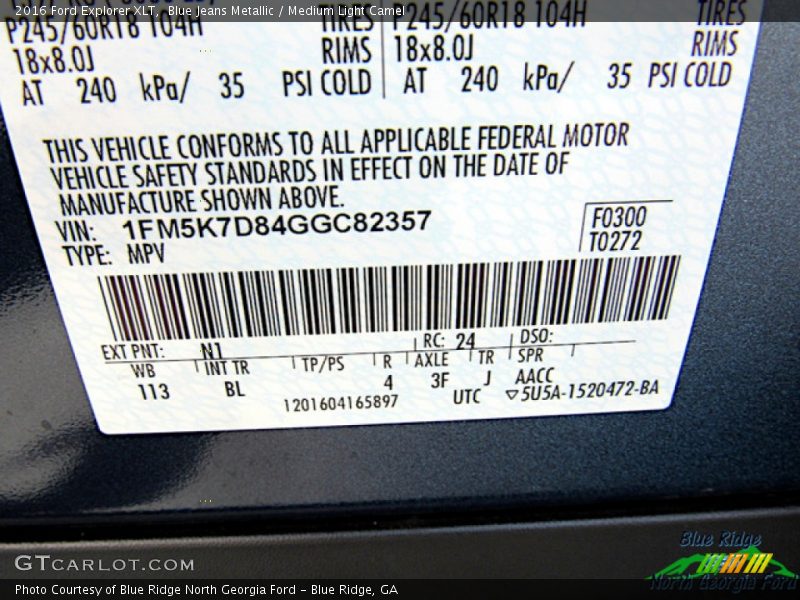 2016 Ford Explorer XLT, Blue Jeans Metallic / Medium Light Camel
P245/60R18 104H TIRES P245/60R18 104H TIRES
18x8.0J RIMS 18x8.0J RIMS
AT 240 kPa/ 35 PSI COLD AT 240 kPa/ 35 PSI COLD
THIS VEHICLE CONFORMS TO ALL APPLICABLE FEDERAL MOTOR
VEHICLE SAFETY STANDARDS IN EFFECT ON THE DATE OF
MANUFACTURE SHOWN ABOVE.
VIN: 1FM5K7D84GGC82357
TYPE: MPV
F0300
T0272
EXT PNT: N1 RC: 24 DSO:
WB INT TR TP/PS R AXLE TR SPR
113 BL 4 3F J AACC
1201604165897 UTC ▽5U5A-1520472-BA
GTCARLOT.COM
Blue Ridge
North Georgia Ford
Photo Courtesy of Blue Ridge North Georgia Ford - Blue Ridge, GA